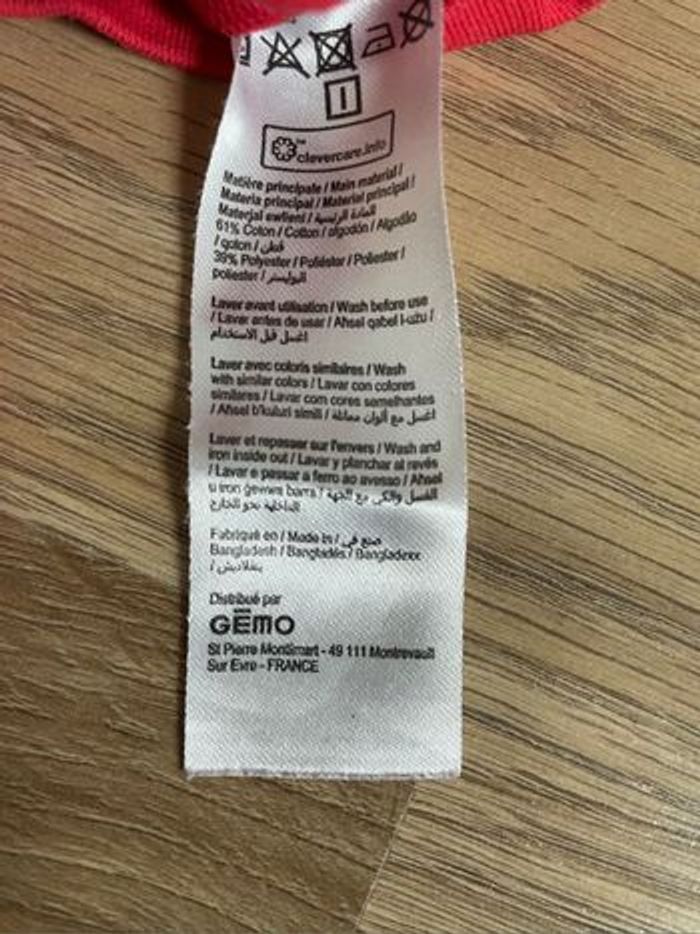 clevercare.info
Matière principale / Main material /
Materia principal / Material principal /
Materjal ewlieni / المادة الرئيسية
61% Coton / Cotton / algodón / Algodão
/ qoton / قطن
39% Polyester / Poliéster / Poliester /
poliester / البوليستر
Laver avant utilisation / Wash before use
/ Lavar antes de usar / Aħsel qabel l-użu /
اغسل قبل الاستخدام
Laver avec coloris similaires / Wash
with similar colors / Lavar con colores
similares / Lavar com cores semelhantes
/ Aħsel b'kuluri simili / اغسل مع ألوان مماثلة
Laver et repasser sur l'envers / Wash and
iron inside out / Lavar y planchar al revés
/ Lavar e passar a ferro ao avesso / Aħsel
u iron ġewwa barra / الغسل والكي مع الجهة
الداخلية نحو الخارج
Fabriqué en / Made in / صنع في
Bangladesh / Bangladés / Bangladexx
/ بنغلاديش
Distribué par
GĒMO
St Pierre Montlimart - 49 111 Montrevault
Sur Evre - FRANCE